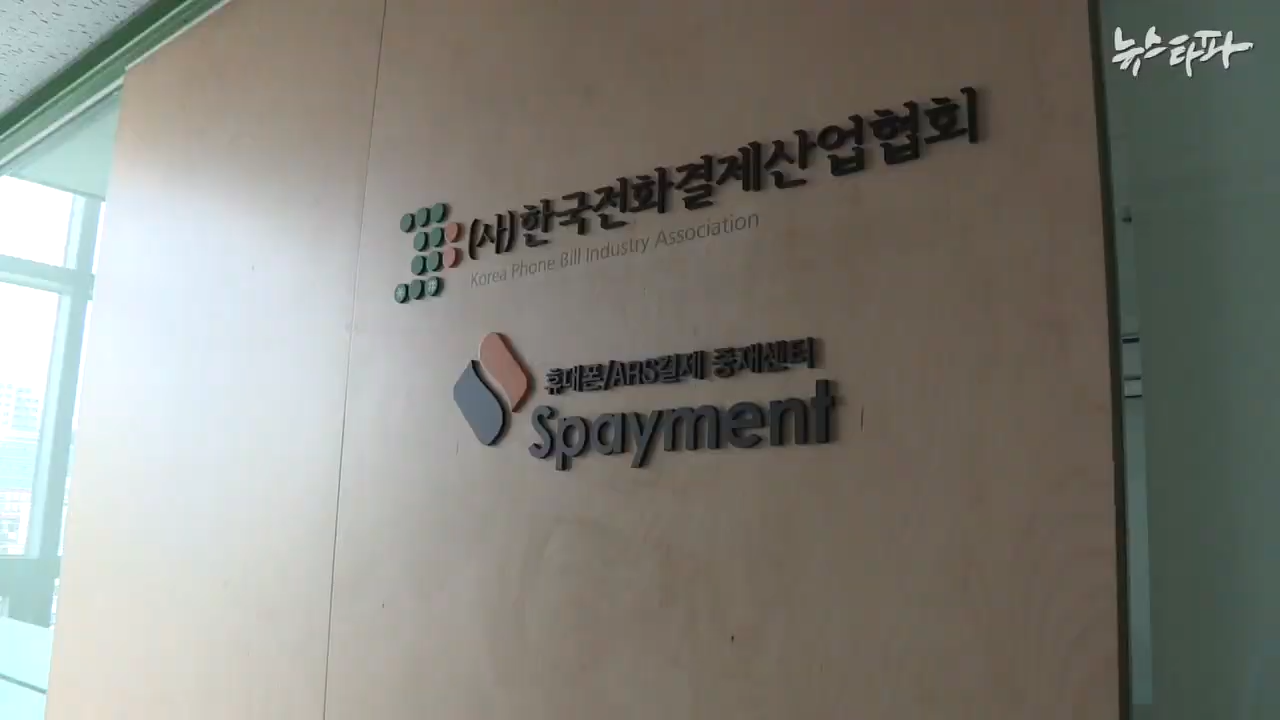 뉴스타파
(사)한국전화결제산업협회
Korea Phone Bill Industry Association
휴대폰/ARS결제 중재센터
Spayment